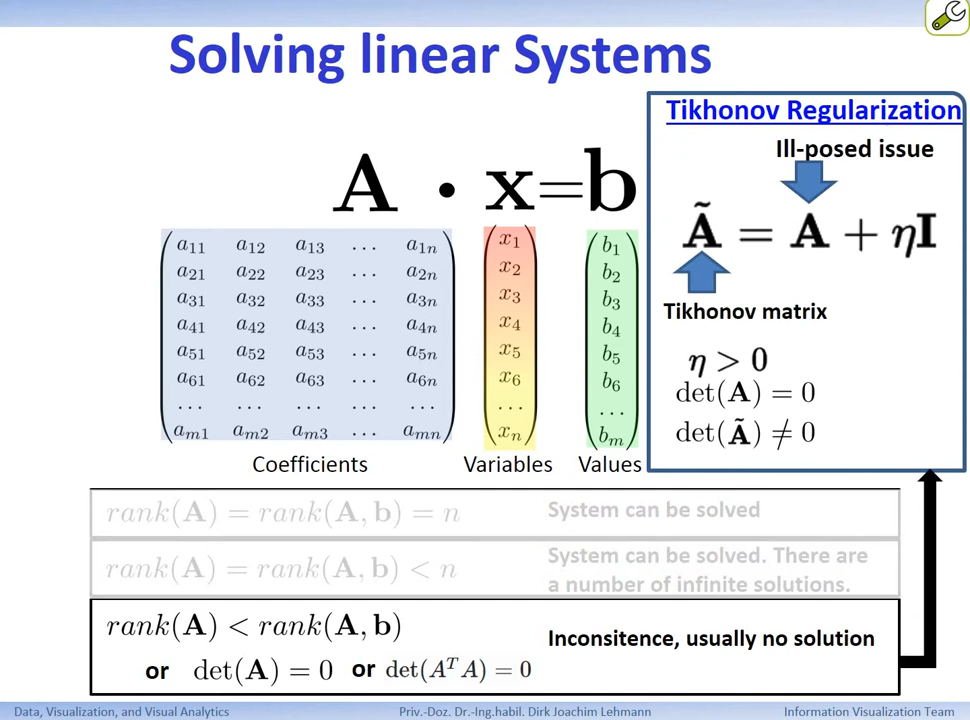 Solving linear Systems
A · x=b
a11 a12 a13 ... a1n
a21 a22 a23 ... a2n
a31 a32 a33 ... a3n
a41 a42 a43 ... a4n
a51 a52 a53 ... a5n
a61 a62 a63 ... a6n
... ... ... ... ...
am1 am2 am3 ... amn
Coefficients
x1
x2
x3
x4
x5
x6
...
xn
Variables
b1
b2
b3
b4
b5
b6
...
bm
Values
Tikhonov Regularization
Ill-posed issue
Ã = A + ηI
Tikhonov matrix
η > 0
det(A) = 0
det(Ã) ≠ 0
rank(A) = rank(A, b) = n System can be solved
rank(A) = rank(A, b) < n System can be solved. There are
a number of infinite solutions.
rank(A) < rank(A, b) Inconsitence, usually no solution
or det(A) = 0 or det(AᵀA) = 0
Data, Visualization, and Visual Analytics Priv.-Doz. Dr.-Ing.habil. Dirk Joachim Lehmann Information Visualization Team